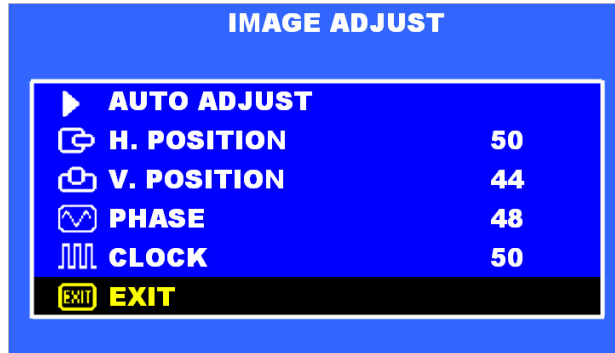 IMAGE ADJUST
AUTO ADJUST
H. POSITION 50
V. POSITION 44
PHASE 48
CLOCK 50
EXIT EXIT